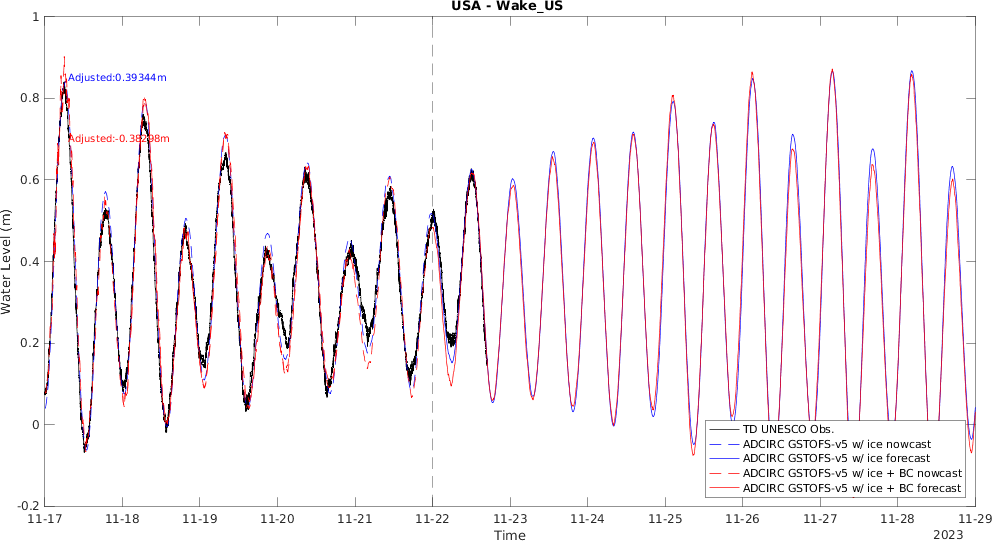 USA - Wake_US
Water Level (m)
1
0.8
0.6
0.4
0.2
0
-0.2
Adjusted:0.39344m
Adjusted:-0.38298m
TD UNESCO Obs.
ADCIRC GSTOFS-v5 w/ ice nowcast
ADCIRC GSTOFS-v5 w/ ice forecast
ADCIRC GSTOFS-v5 w/ ice + BC nowcast
ADCIRC GSTOFS-v5 w/ ice + BC forecast
11-17 11-18 11-19 11-20 11-21 11-22 11-23 11-24 11-25 11-26 11-27 11-28 11-29
Time
2023